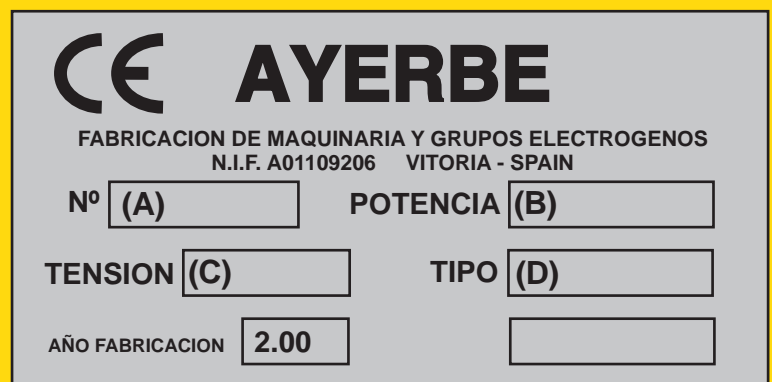 CE AYERBE
FABRICACION DE MAQUINARIA Y GRUPOS ELECTROGENOS
N.I.F. A01109206 VITORIA - SPAIN
Nº (A) POTENCIA (B)
TENSION (C) TIPO (D)
AÑO FABRICACION 2.00